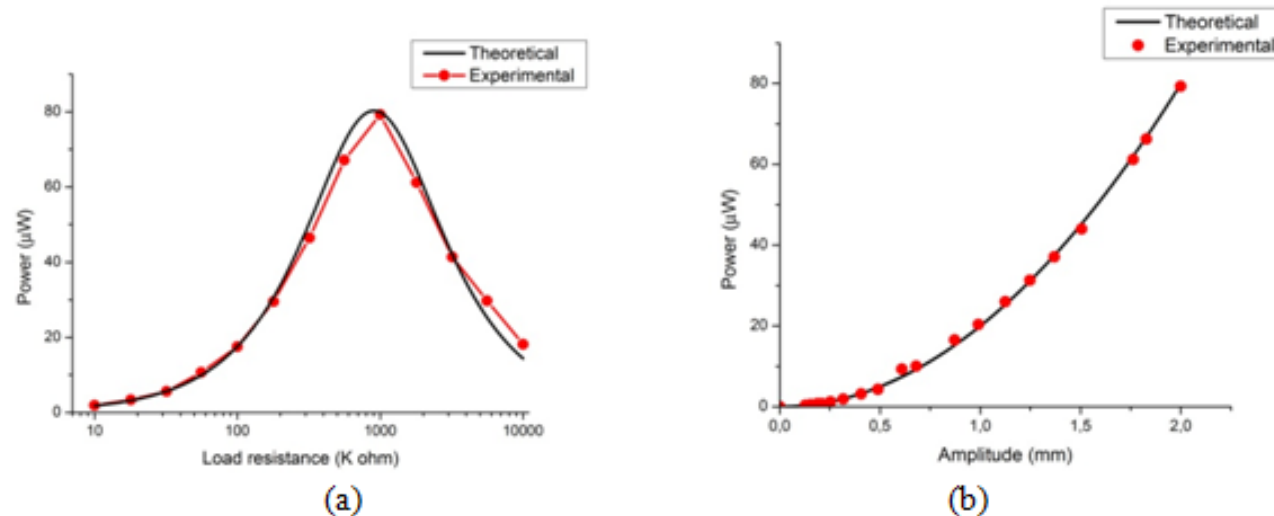 Theoretical
Experimental
80
60
40
20
0
Power (µW)
10
100
1000
10000
Load resistance (K ohm)
(a)
Theoretical
Experimental
80
60
40
20
0
Power (µW)
0,0
0,5
1,0
1,5
2,0
Amplitude (mm)
(b)